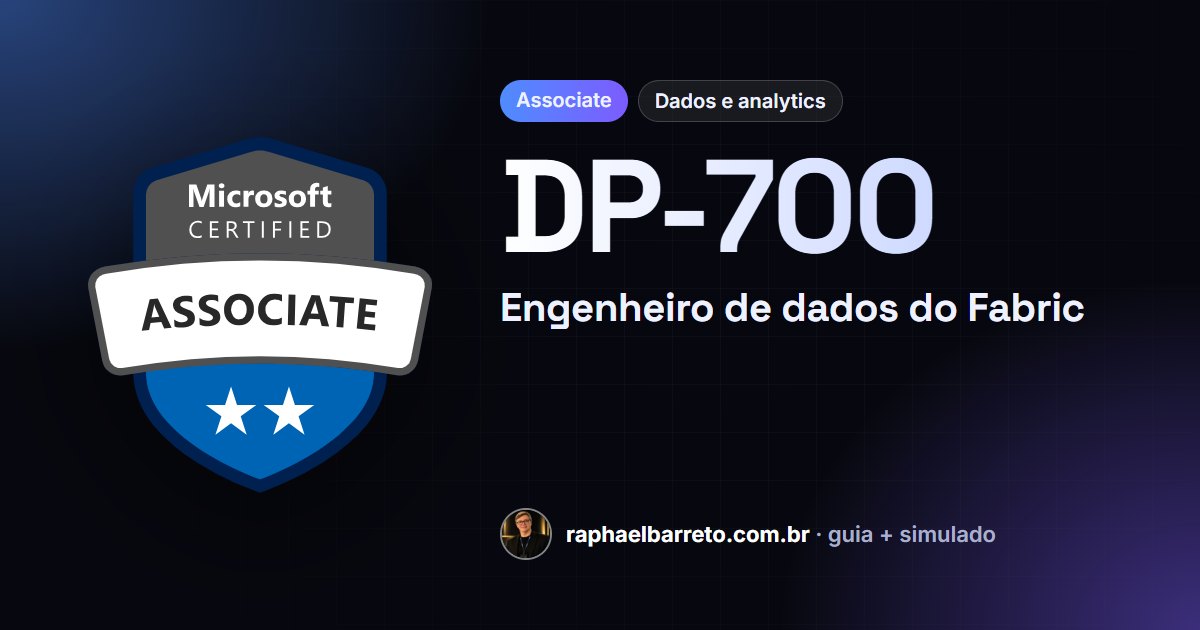 Microsoft
CERTIFIED
ASSOCIATE
Associate
Dados e analytics
DP-700
Engenheiro de dados do Fabric
raphaelbarreto.com.br · guia + simulado